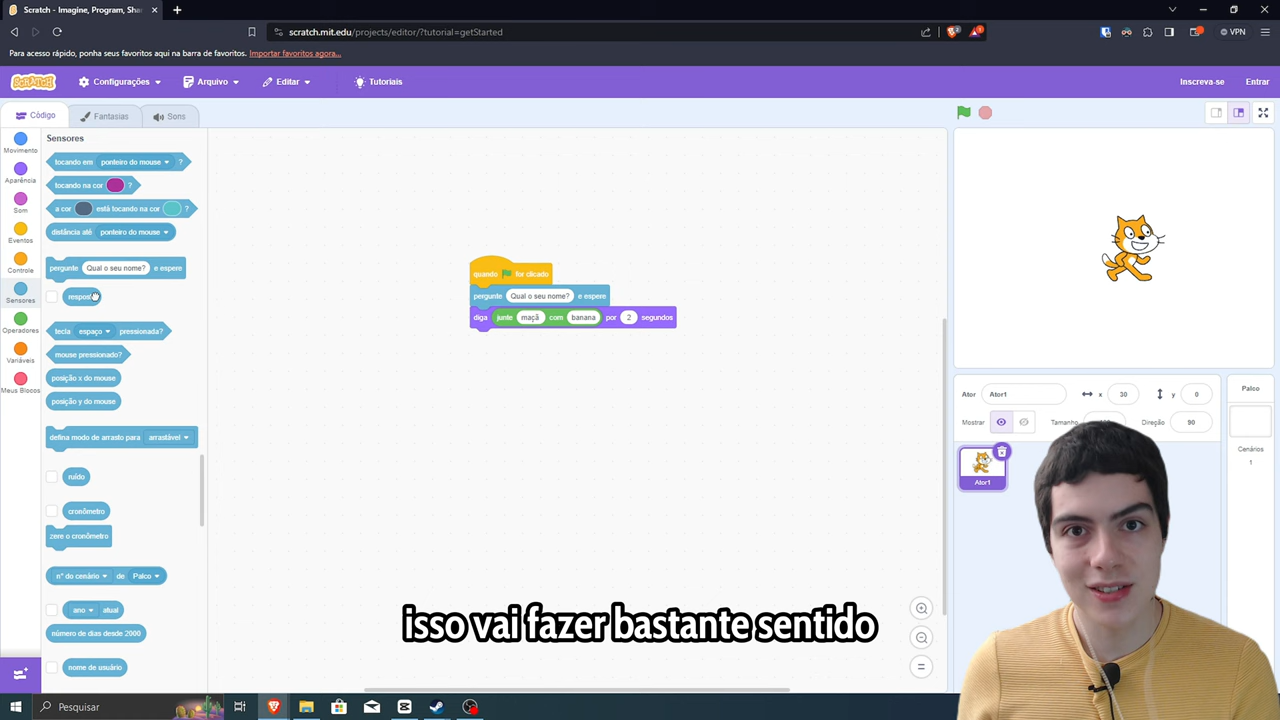 Scratch - Imagine, Program, Sha
scratch.mit.edu/projects/editor/?tutorial=getStarted
VPN
Para acesso rápido, ponha seus favoritos aqui na barra de favoritos. Importar favoritos agora...
SCRATCH
Configurações
Arquivo
Editar
Tutoriais
Inscreva-se
Entrar
Código
Fantasias
Sons
Movimento
Aparência
Som
Eventos
Controle
Sensores
Operadores
Variáveis
Meus Blocos
Sensores
tocando em ponteiro do mouse ?
tocando na cor ?
a cor está tocando na cor ?
distância até ponteiro do mouse
pergunte Qual o seu nome? e espere
tecla espaço pressionada?
mouse pressionado?
posição x do mouse
posição y do mouse
defina modo de arrasto para arrastável
ruído
cronômetro
zere o cronômetro
nº do cenário de Palco
ano atual
número de dias desde 2000
nome de usuário
quando for clicado
pergunte Qual o seu nome? e espere
diga junte maçã com banana por 2 segundos
Ator Ator1 x 30 y 0
Mostrar Tamanho Direção 90
Ator1
Palco
Cenários
1
isso vai fazer bastante sentido
Pesquisar